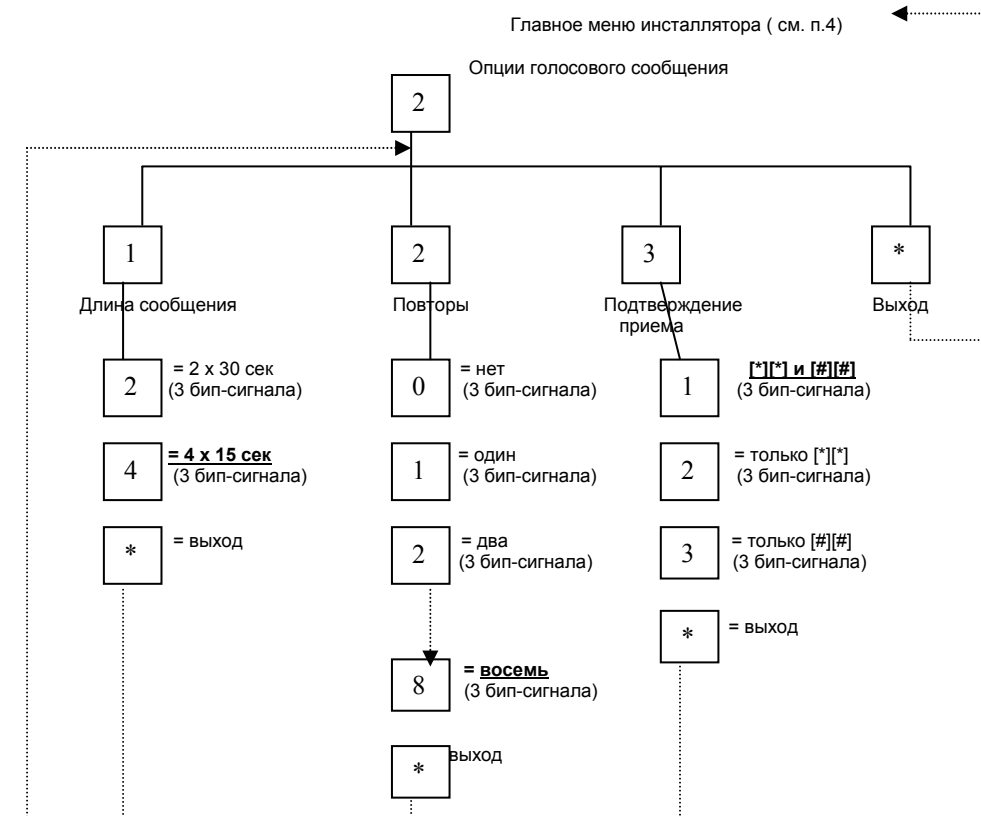 Главное меню инсталлятора ( см. п.4)
Опции голосового сообщения
2
1
2
3
*
Длина сообщения
Повторы
Подтверждение
приема
Выход
2
= 2 x 30 сек
(3 бип-сигнала)
4
= 4 x 15 сек
(3 бип-сигнала)
*
= выход
0
= нет
(3 бип-сигнала)
1
= один
(3 бип-сигнала)
2
= два
(3 бип-сигнала)
8
= восемь
(3 бип-сигнала)
*
выход
1
[*][*] и [#][#]
(3 бип-сигнала)
2
= только [*][*]
(3 бип-сигнала)
3
= только [#][#]
(3 бип-сигнала)
*
= выход